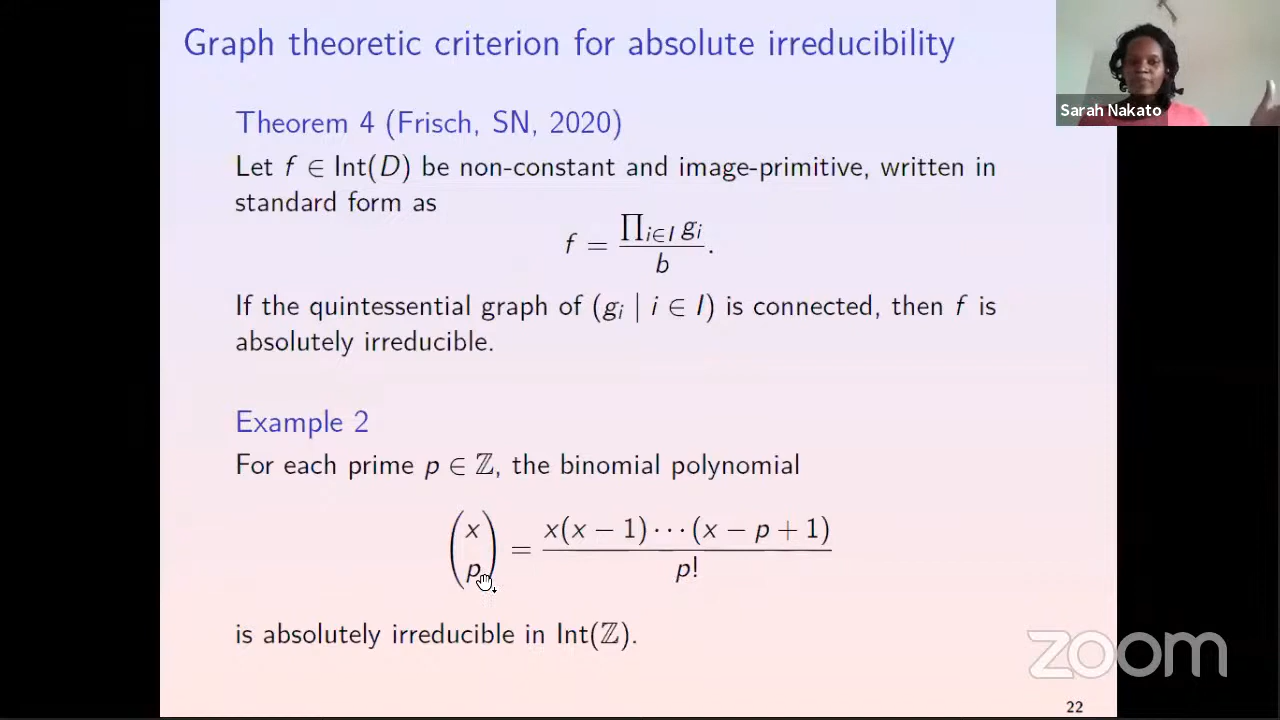 Graph theoretic criterion for absolute irreducibility
Sarah Nakato
Theorem 4 (Frisch, SN, 2020)
Let f ∈ Int(D) be non-constant and image-primitive, written in
standard form as
f = ∏_{i∈I} g_i / b.
If the quintessential graph of (g_i | i ∈ I) is connected, then f is
absolutely irreducible.
Example 2
For each prime p ∈ ℤ, the binomial polynomial
(x p) = x(x − 1) ⋯ (x − p + 1) / p!
is absolutely irreducible in Int(ℤ).
zoom
22